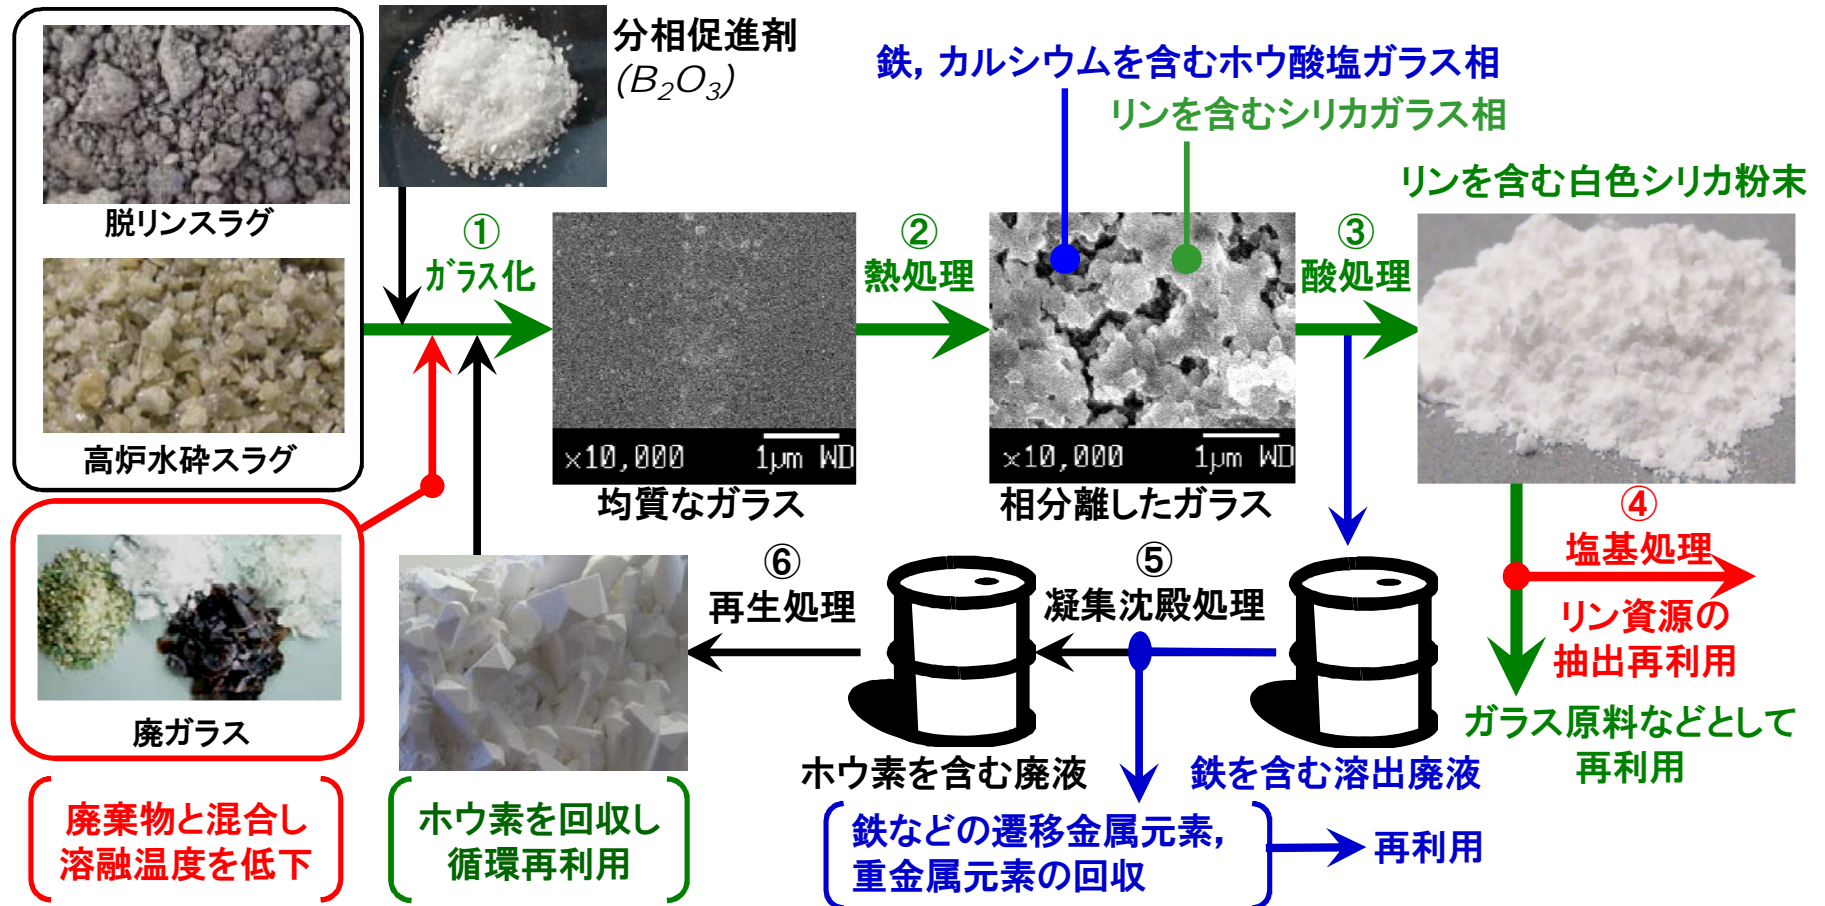 脱リンスラグ
高炉水砕スラグ
廃ガラス
廃棄物と混合し
溶融温度を低下
分相促進剤
(B₂O₃)
①
ガラス化
均質なガラス
×10,000 1μm WD
②
熱処理
鉄，カルシウムを含むホウ酸塩ガラス相
リンを含むシリカガラス相
×10,000 1μm WD
相分離したガラス
③
酸処理
リンを含む白色シリカ粉末
④
塩基処理
リン資源の
抽出再利用
ガラス原料などとして
再利用
鉄を含む溶出廃液
⑤
凝集沈殿処理
鉄などの遷移金属元素，
重金属元素の回収
再利用
ホウ素を含む廃液
⑥
再生処理
ホウ素を回収し
循環再利用